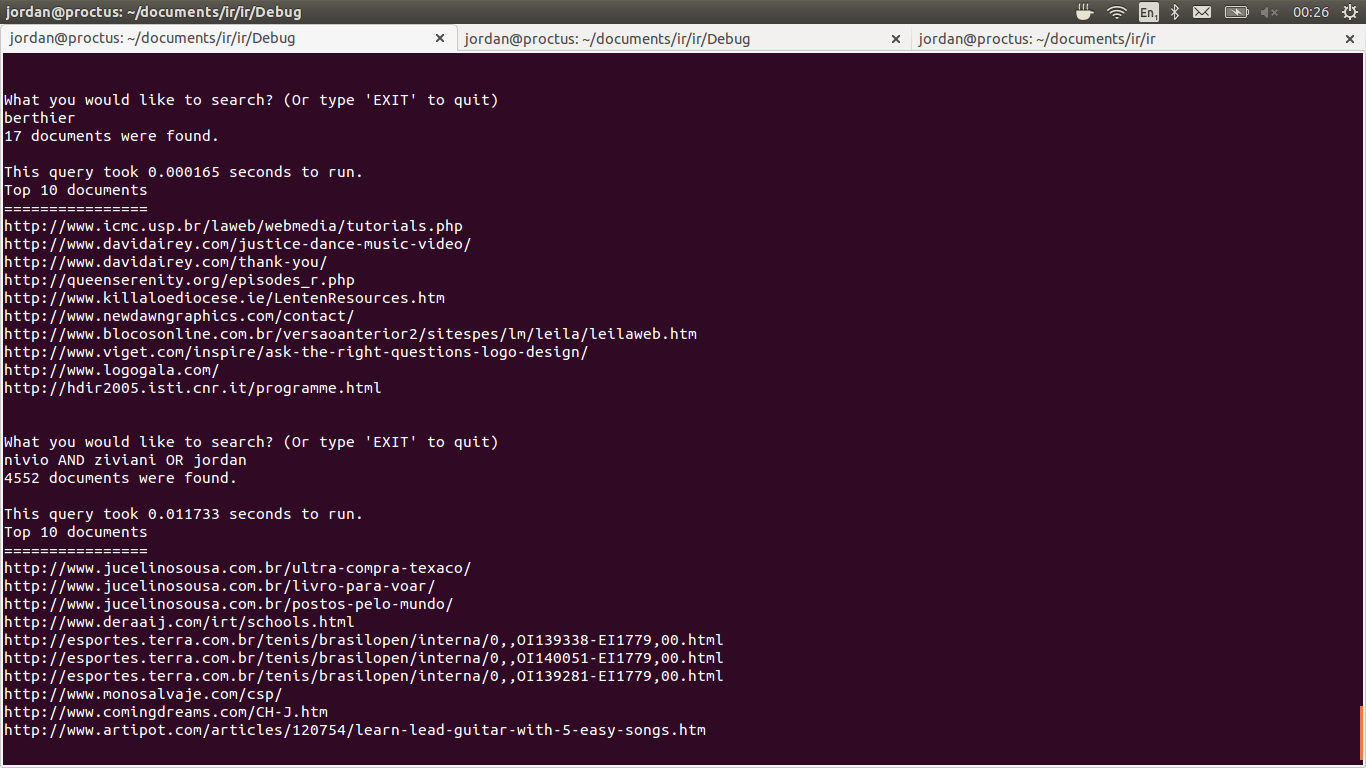 jordan@proctus: ~/documents/ir/ir/Debug
En1
00:26
jordan@proctus: ~/documents/ir/ir/Debug
jordan@proctus: ~/documents/ir/ir/Debug
jordan@proctus: ~/documents/ir/ir
What you would like to search? (Or type 'EXIT' to quit)
berthier
17 documents were found.
This query took 0.000165 seconds to run.
Top 10 documents
================
http://www.icmc.usp.br/laweb/webmedia/tutorials.php
http://www.davidairey.com/justice-dance-music-video/
http://www.davidairey.com/thank-you/
http://queenserenity.org/episodes_r.php
http://www.killaloediocese.ie/LentenResources.htm
http://www.newdawngraphics.com/contact/
http://www.blocosonline.com.br/versaoanterior2/sitespes/lm/leila/leilaweb.htm
http://www.viget.com/inspire/ask-the-right-questions-logo-design/
http://www.logogala.com/
http://hdir2005.isti.cnr.it/programme.html
What you would like to search? (Or type 'EXIT' to quit)
nivio AND ziviani OR jordan
4552 documents were found.
This query took 0.011733 seconds to run.
Top 10 documents
================
http://www.jucelinosousa.com.br/ultra-compra-texaco/
http://www.jucelinosousa.com.br/livro-para-voar/
http://www.jucelinosousa.com.br/postos-pelo-mundo/
http://www.deraaij.com/irt/schools.html
http://esportes.terra.com.br/tenis/brasilopen/interna/0,,OI139338-EI1779,00.html
http://esportes.terra.com.br/tenis/brasilopen/interna/0,,OI140051-EI1779,00.html
http://esportes.terra.com.br/tenis/brasilopen/interna/0,,OI139281-EI1779,00.html
http://www.monosalvaje.com/csp/
http://www.comingdreams.com/CH-J.htm
http://www.artipot.com/articles/120754/learn-lead-guitar-with-5-easy-songs.htm